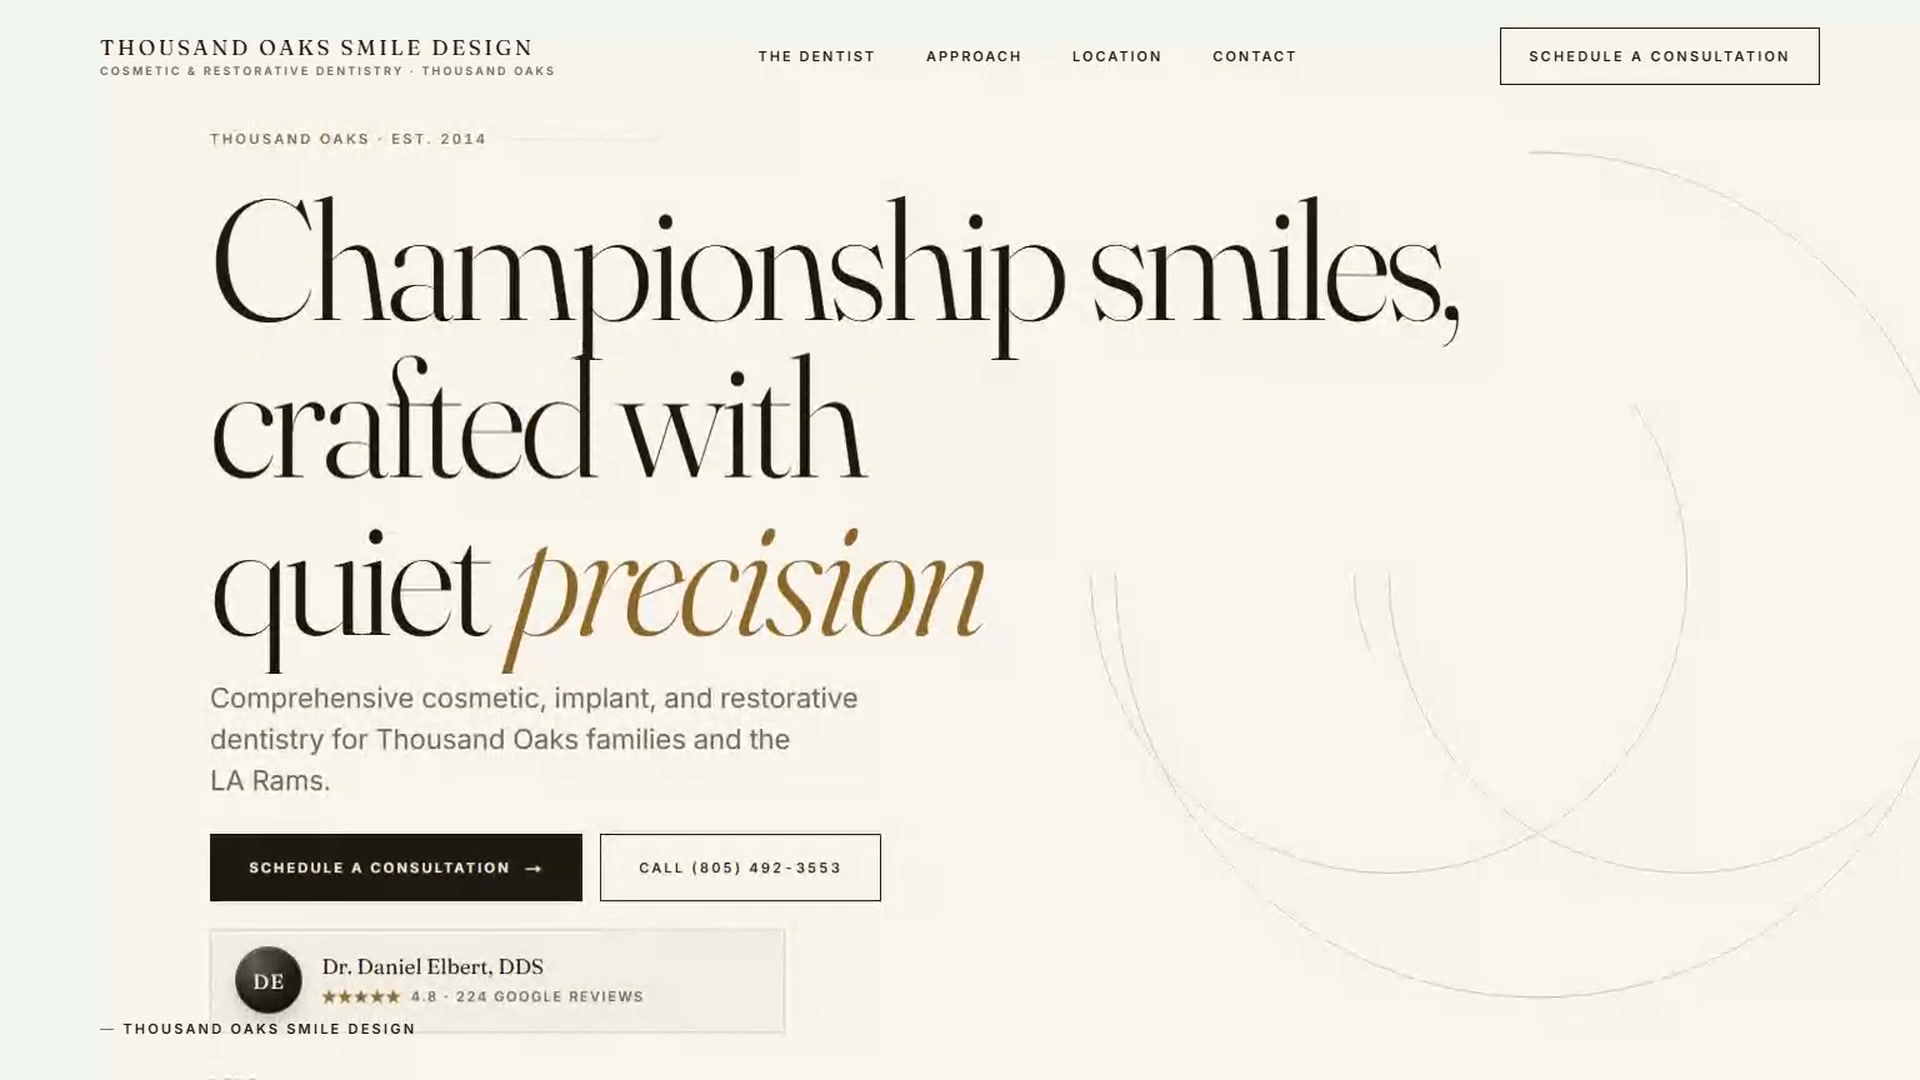 THOUSAND OAKS SMILE DESIGN
COSMETIC & RESTORATIVE DENTISTRY · THOUSAND OAKS
THE DENTIST
APPROACH
LOCATION
CONTACT
SCHEDULE A CONSULTATION
THOUSAND OAKS · EST. 2014
Championship smiles,
crafted with
quiet precision
Comprehensive cosmetic, implant, and restorative
dentistry for Thousand Oaks families and the
LA Rams.
SCHEDULE A CONSULTATION →
CALL (805) 492-3553
DE
Dr. Daniel Elbert, DDS
★★★★★ 4.8 · 224 GOOGLE REVIEWS
— THOUSAND OAKS SMILE DESIGN